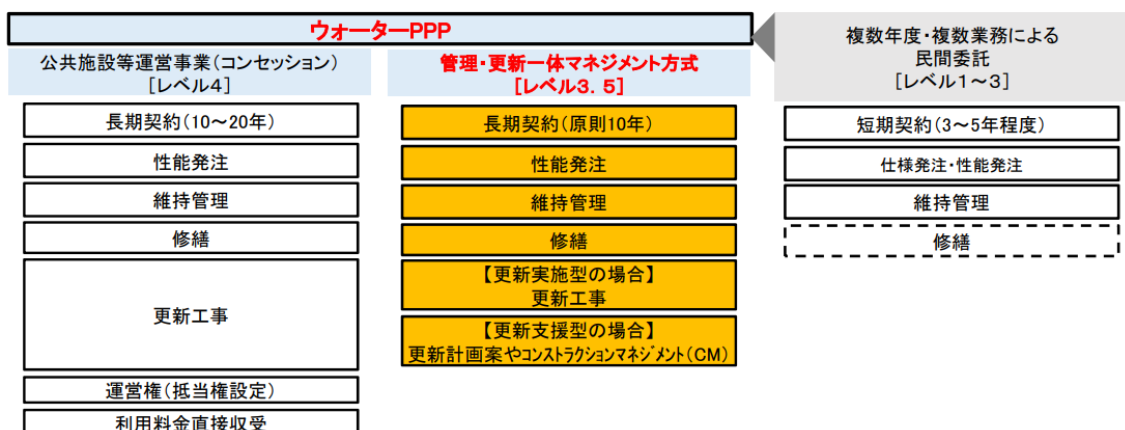 ウォーターPPP
公共施設等運営事業(コンセッション)
[レベル4]
長期契約(10～20年)
性能発注
維持管理
修繕
更新工事
運営権(抵当権設定)
利用料金直接収受
管理・更新一体マネジメント方式
[レベル3．5]
長期契約(原則10年)
性能発注
維持管理
修繕
【更新実施型の場合】
更新工事
【更新支援型の場合】
更新計画案やｺﾝｽﾄﾗｸｼｮﾝﾏﾈｼﾞﾒﾝﾄ(CM)
複数年度・複数業務による
民間委託
[レベル1～3]
短期契約(3～5年程度)
仕様発注・性能発注
維持管理
修繕